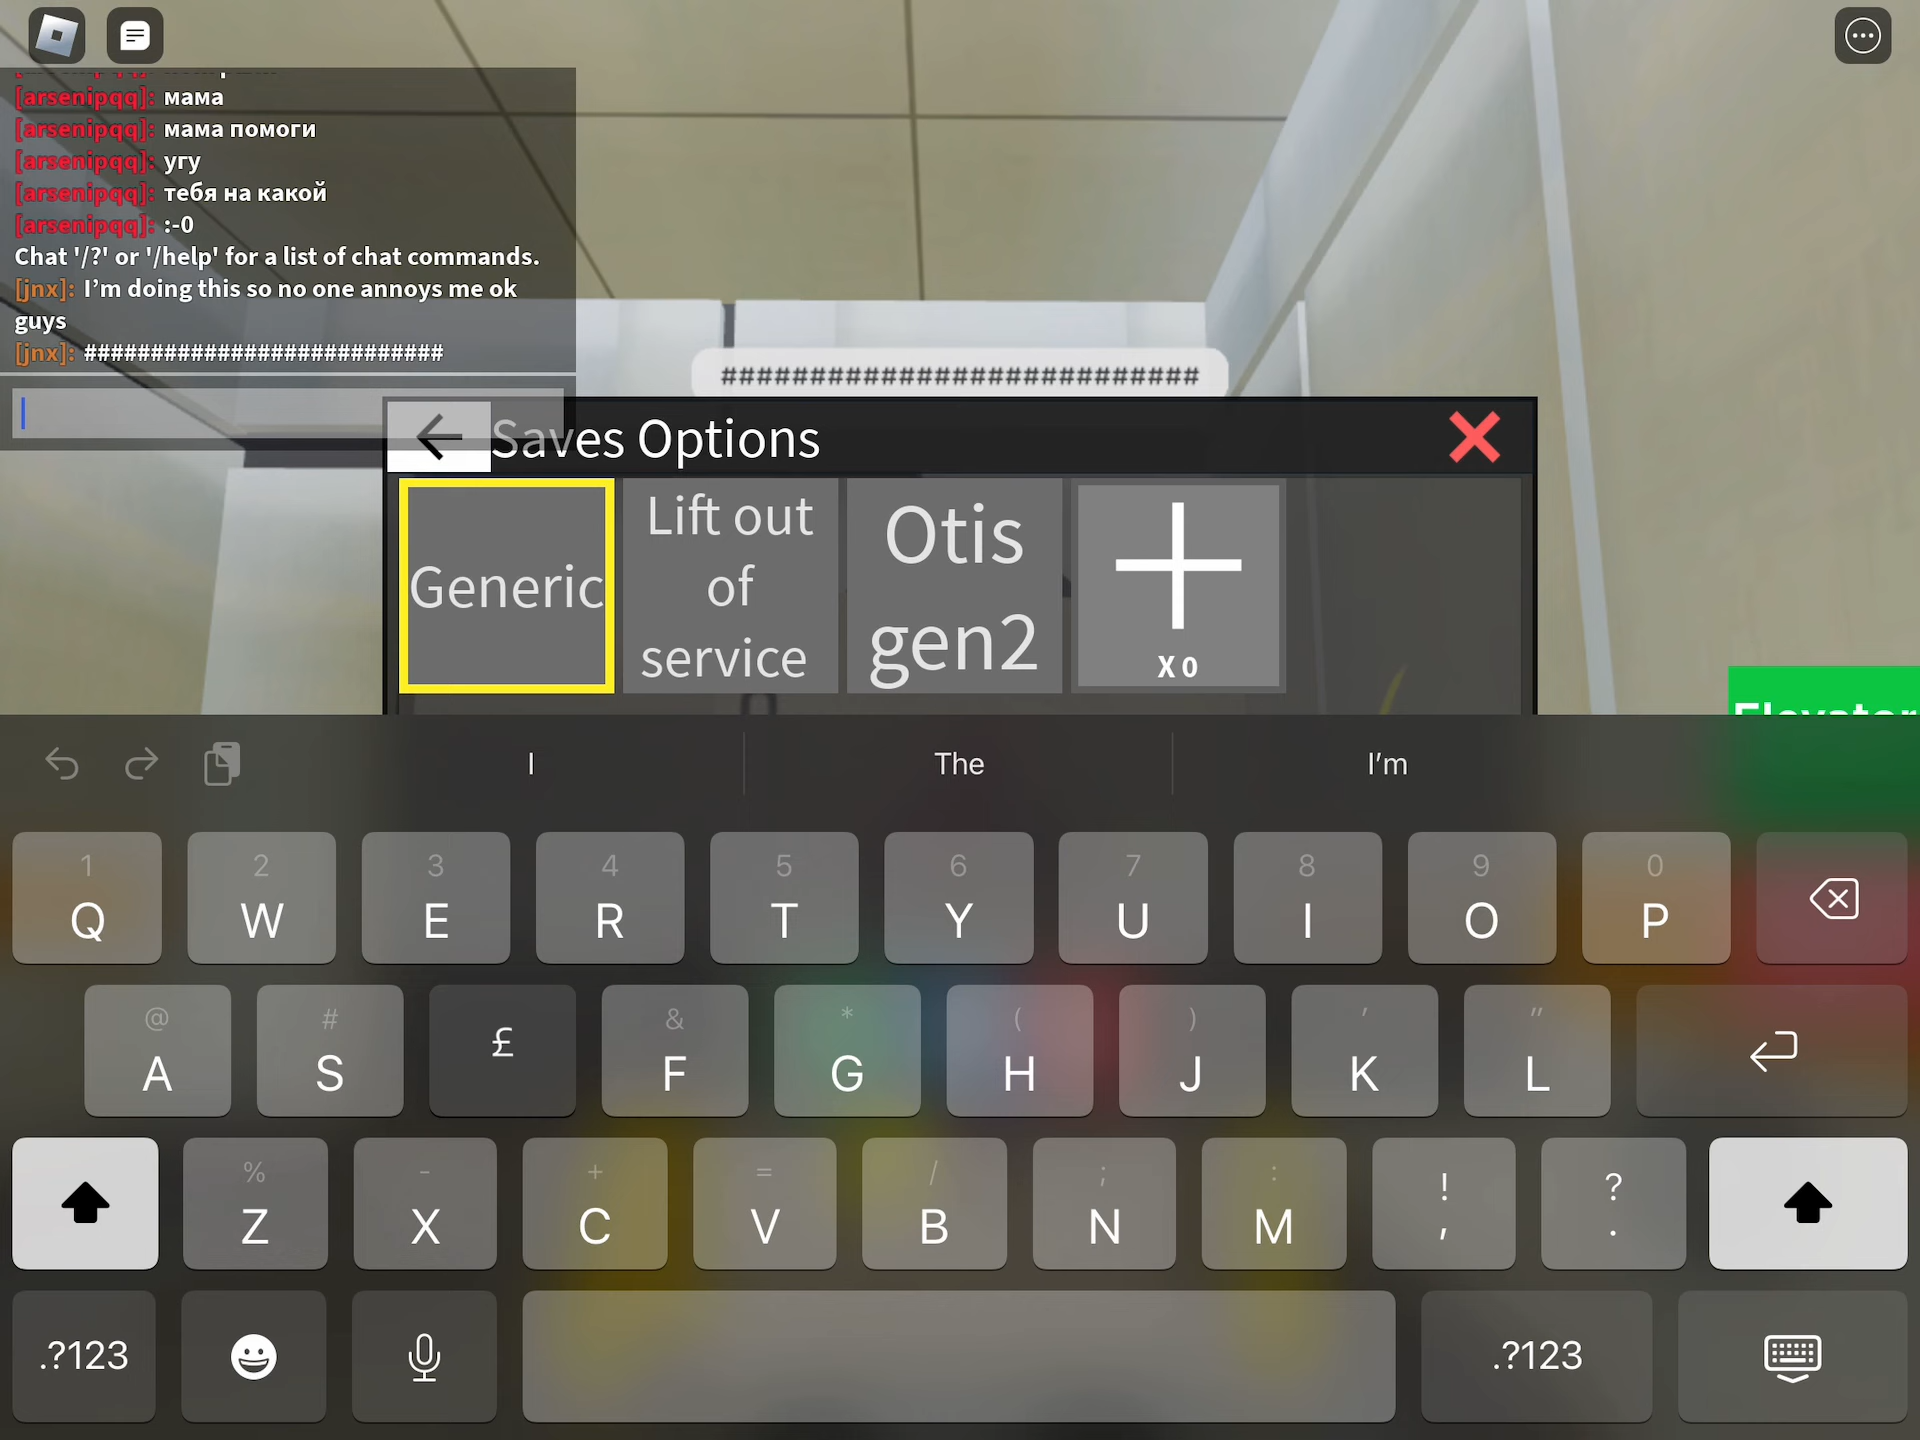 [arsenipqq]: мама
[arsenipqq]: мама помоги
[arsenipqq]: угу
[arsenipqq]: тебя на какой
[arsenipqq]: :-0
Chat '/?' or '/help' for a list of chat commands.
[jnx]: I'm doing this so no one annoys me ok
guys
[jnx]: ###########################
###########################
Saves Options
Generic
Lift out
of
service
Otis
gen2
X 0
Elevator
I The I'm
1 2 3 4 5 6 7 8 9 0
Q W E R T Y U I O P
@ # & * ( ) ' "
A S £ F G H J K L
% - + = / ; : ! ?
Z X C V B N M , .
.?123 .?123